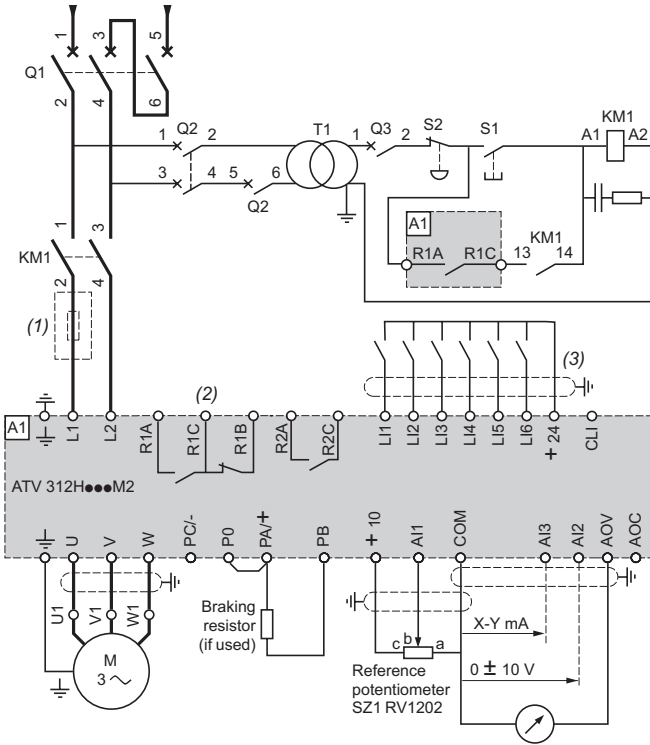 1 3 5
Q1
2 4 6
1 Q2 2
T1
1 Q3 2
S2
S1
KM1
A1 A2
3 4 5 6
Q2
A1
R1A R1C
13 KM1 14
1 3
KM1
2 4
(1)
(2)
(3)
A1
L1 L2 R1A R1C R1B R2A R2C LI1 LI2 LI3 LI4 LI5 LI6 + 24 CLI
ATV 312H●●●M2
U V W PC/- P0 PA/+ PB + 10 AI1 COM AI3 AI2 AOV AOC
U1 V1 W1
M
3 ~
Braking
resistor
(if used)
c b a
Reference
potentiometer
SZ1 RV1202
X-Y mA
0 ± 10 V